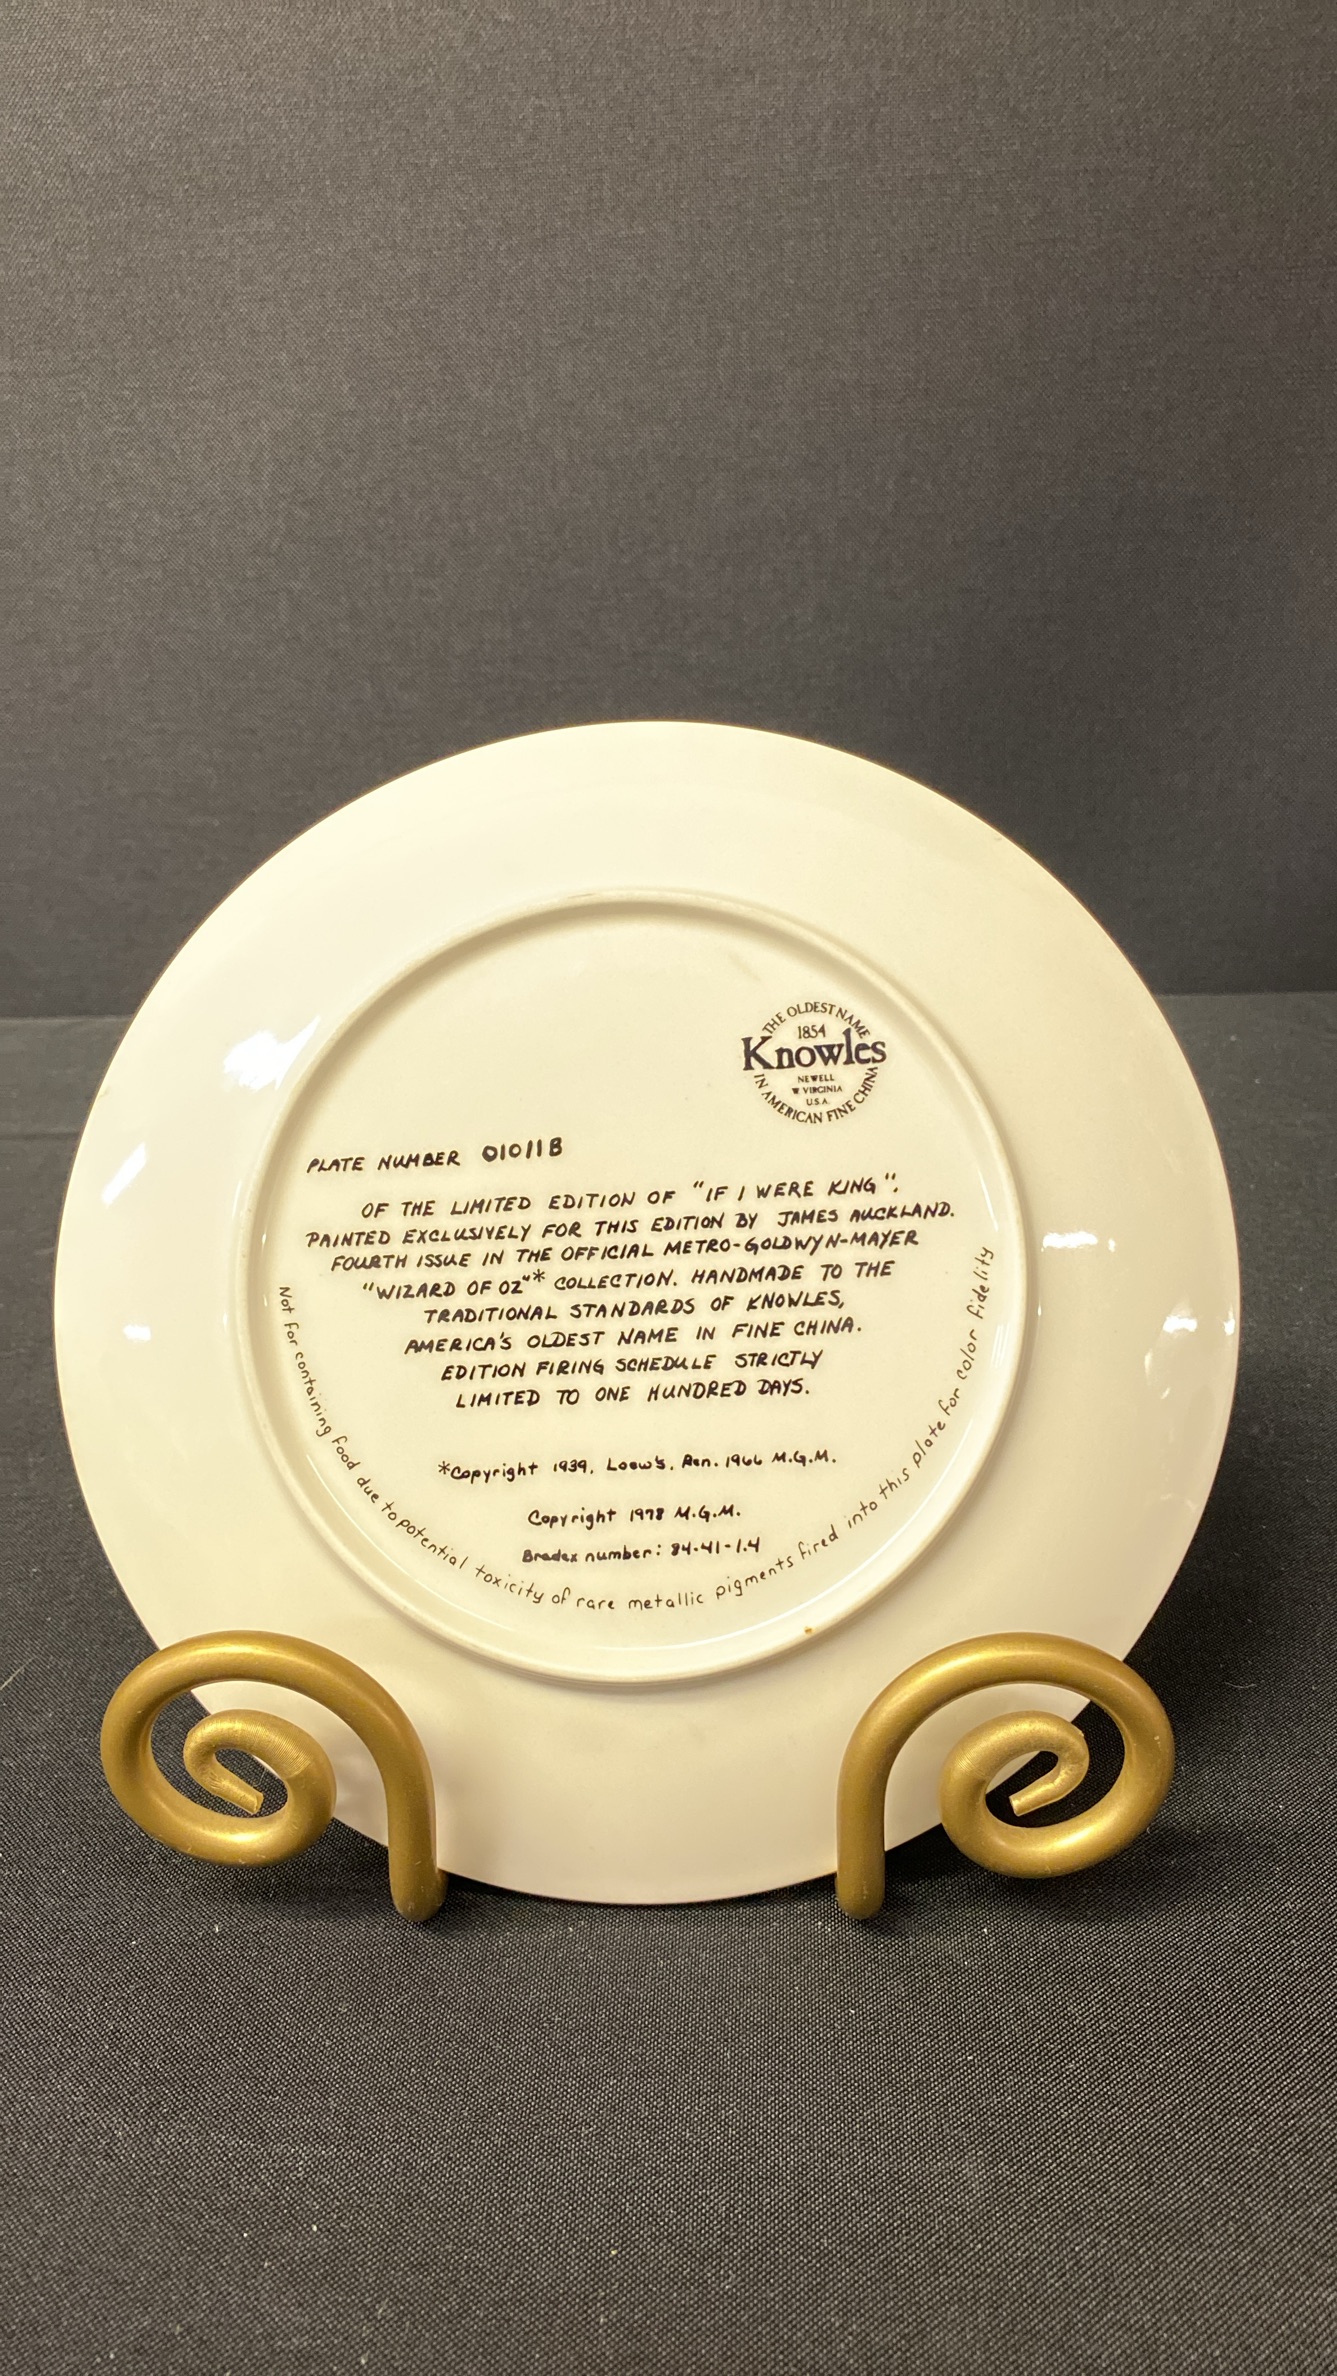 THE OLDEST NAME
1854
Knowles
NEWELL
W VIRGINIA
U.S.A.
IN AMERICAN FINE CHINA
PLATE NUMBER 01011B
OF THE LIMITED EDITION OF "IF I WERE KING".
PAINTED EXCLUSIVELY FOR THIS EDITION BY JAMES AUCKLAND.
FOURTH ISSUE IN THE OFFICIAL METRO-GOLDWYN-MAYER
"WIZARD OF OZ"* COLLECTION. HANDMADE TO THE
TRADITIONAL STANDARDS OF KNOWLES,
AMERICA'S OLDEST NAME IN FINE CHINA.
EDITION FIRING SCHEDULE STRICTLY
LIMITED TO ONE HUNDRED DAYS.
*Copyright 1939, Loew's, Ren. 1966 M.G.M.
Copyright 1978 M.G.M.
Bradex number: 84-41-1.4
Not for containing food due to potential toxicity of rare metallic pigments fired into this plate for color fidelity